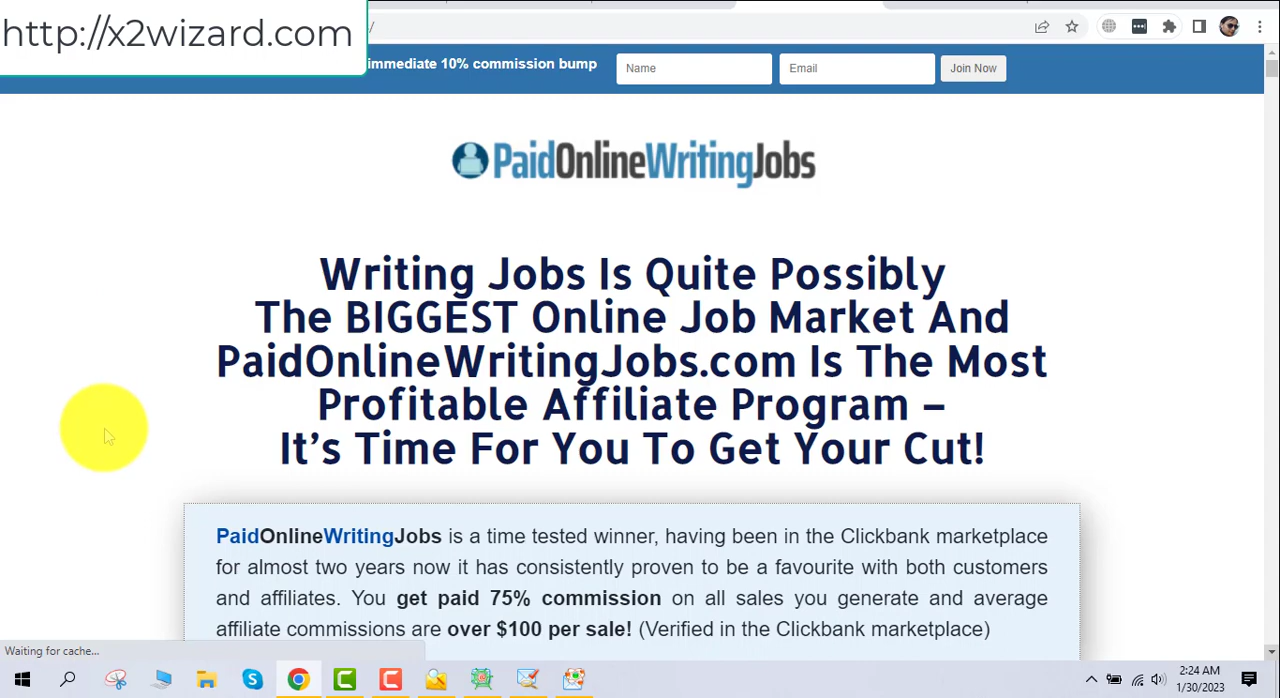 http://x2wizard.com
/
immediate 10% commission bump
Name
Email
Join Now
PaidOnlineWritingJobs
Writing Jobs Is Quite Possibly
The BIGGEST Online Job Market And
PaidOnlineWritingJobs.com Is The Most
Profitable Affiliate Program –
It's Time For You To Get Your Cut!
PaidOnlineWritingJobs is a time tested winner, having been in the Clickbank marketplace
for almost two years now it has consistently proven to be a favourite with both customers
and affiliates. You get paid 75% commission on all sales you generate and average
affiliate commissions are over $100 per sale! (Verified in the Clickbank marketplace)
Waiting for cache...
2:24 AM
1/30/2023